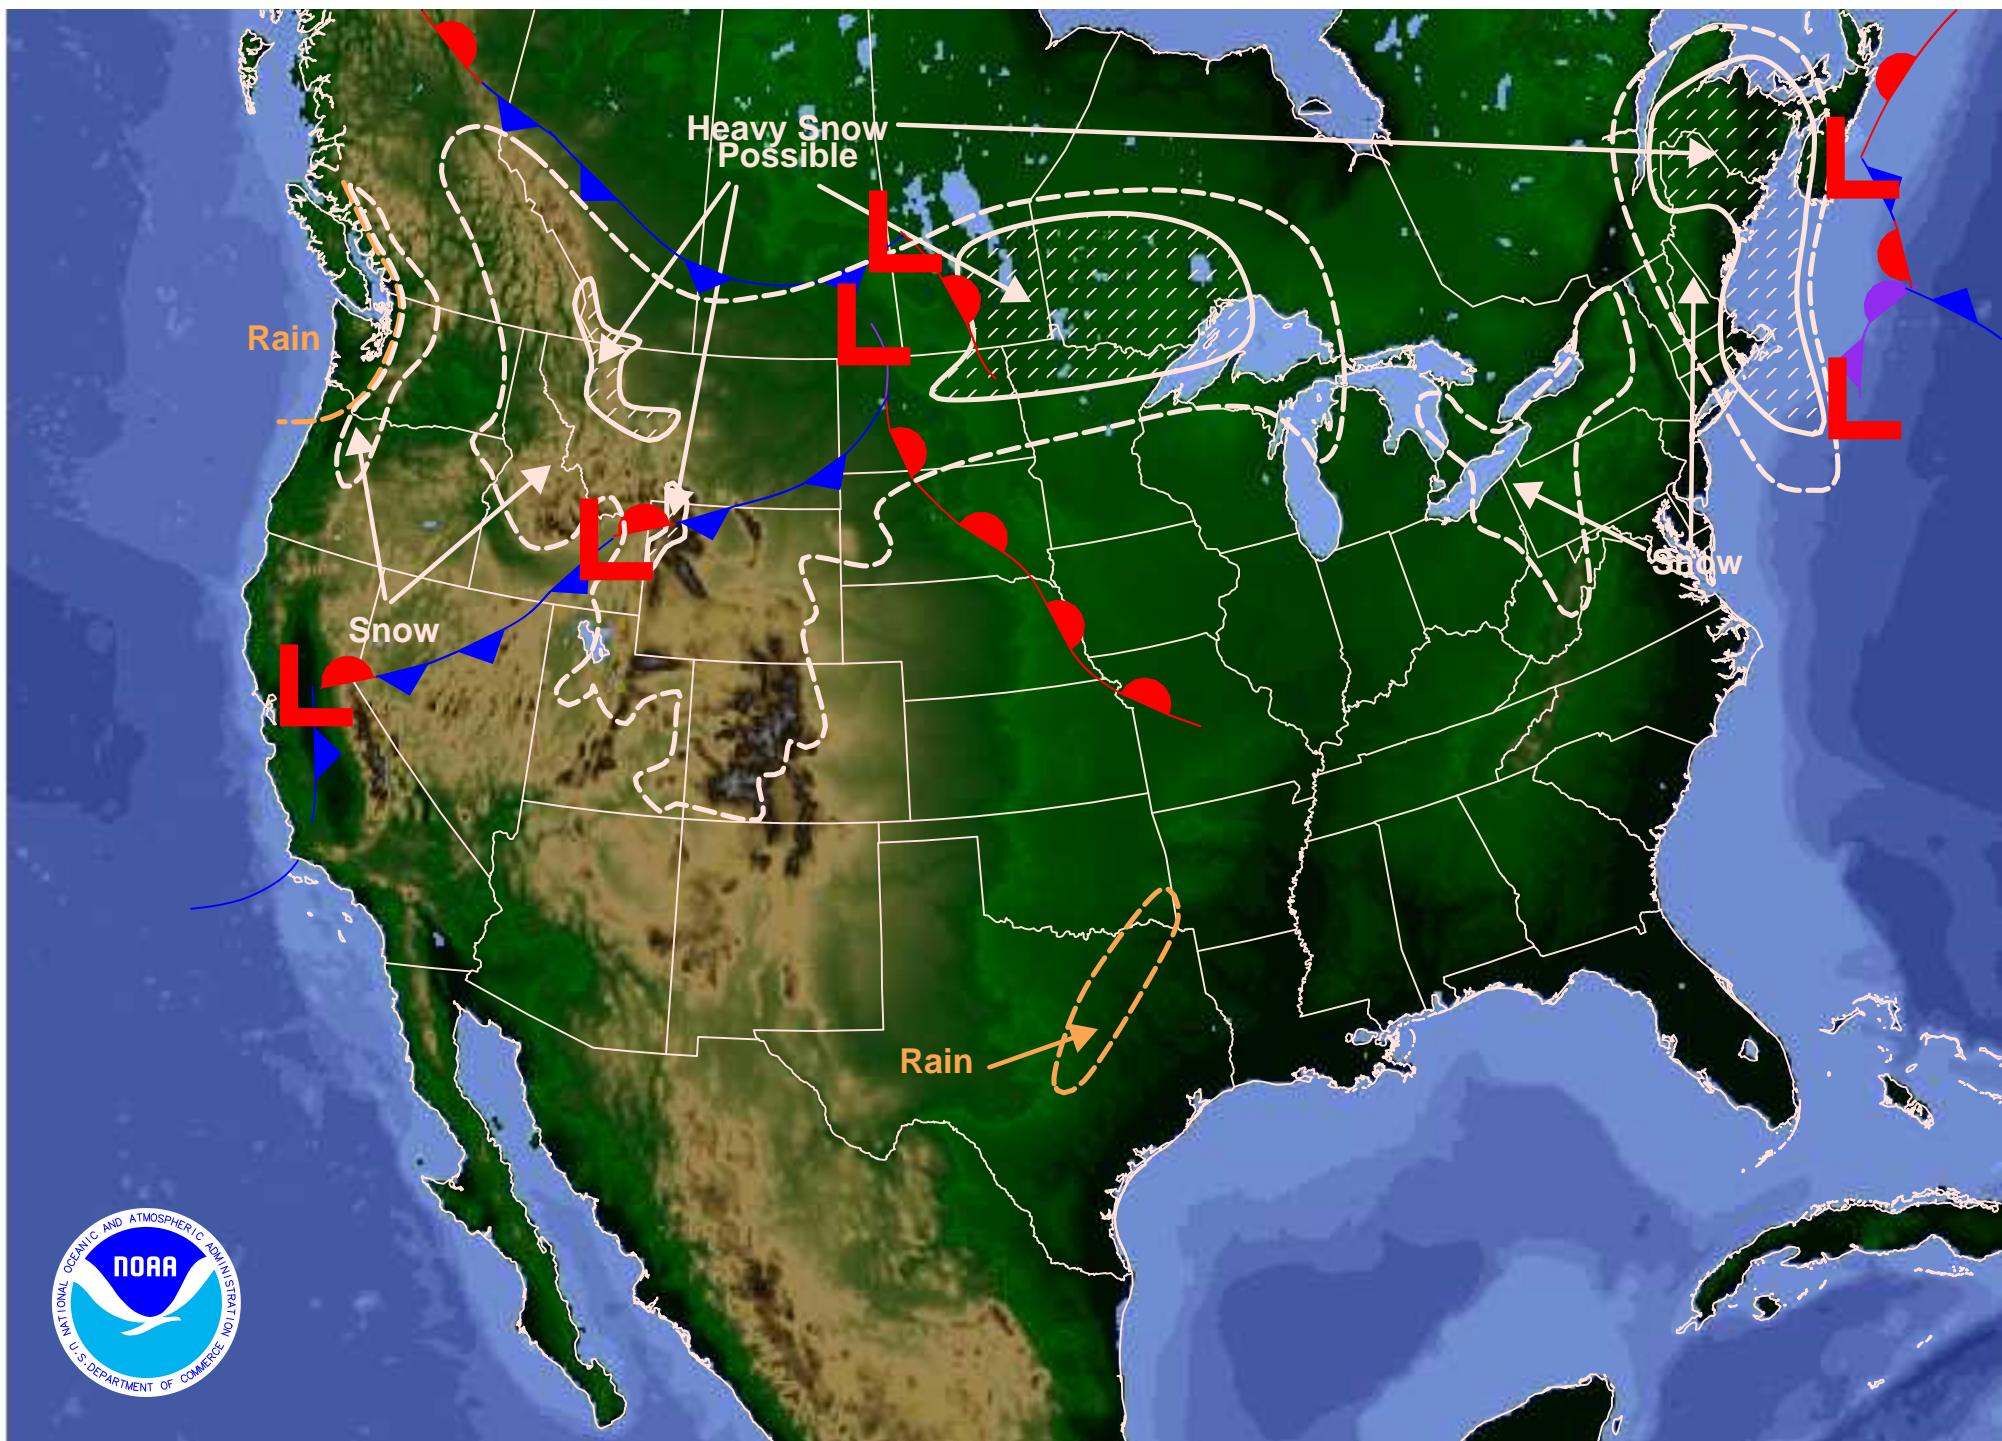 Heavy Snow
Possible
L
L
L
Rain
L
L
Snow
L
Snow
L
Rain
NATIONAL OCEANIC AND ATMOSPHERIC ADMINISTRATION
NOAA
U.S. DEPARTMENT OF COMMERCE